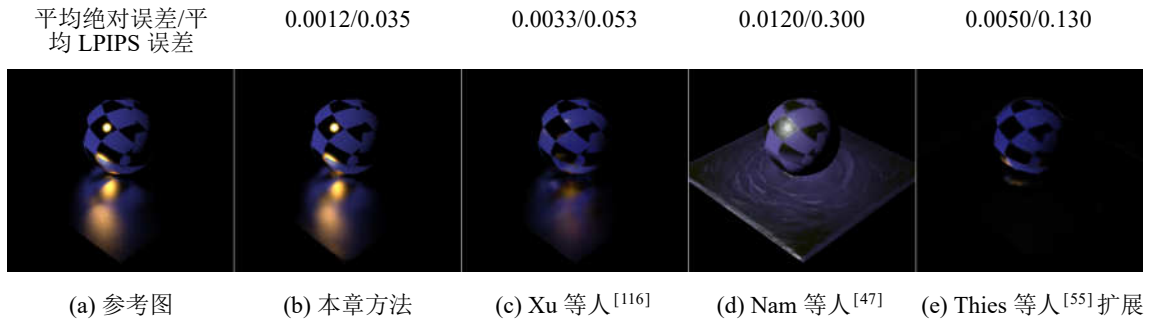 平均绝对误差/平 0.0012/0.035 0.0033/0.053 0.0120/0.300 0.0050/0.130
均 LPIPS 误差
(a) 参考图 (b) 本章方法 (c) Xu 等人[116] (d) Nam 等人[47] (e) Thies 等人[55] 扩展